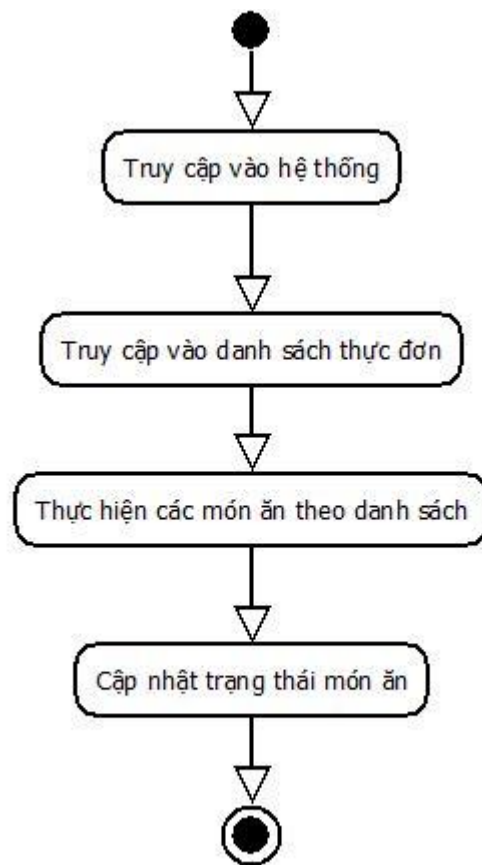 Truy cập vào hệ thống
Truy cập vào danh sách thực đơn
Thực hiện các món ăn theo danh sách
Cập nhật trạng thái món ăn